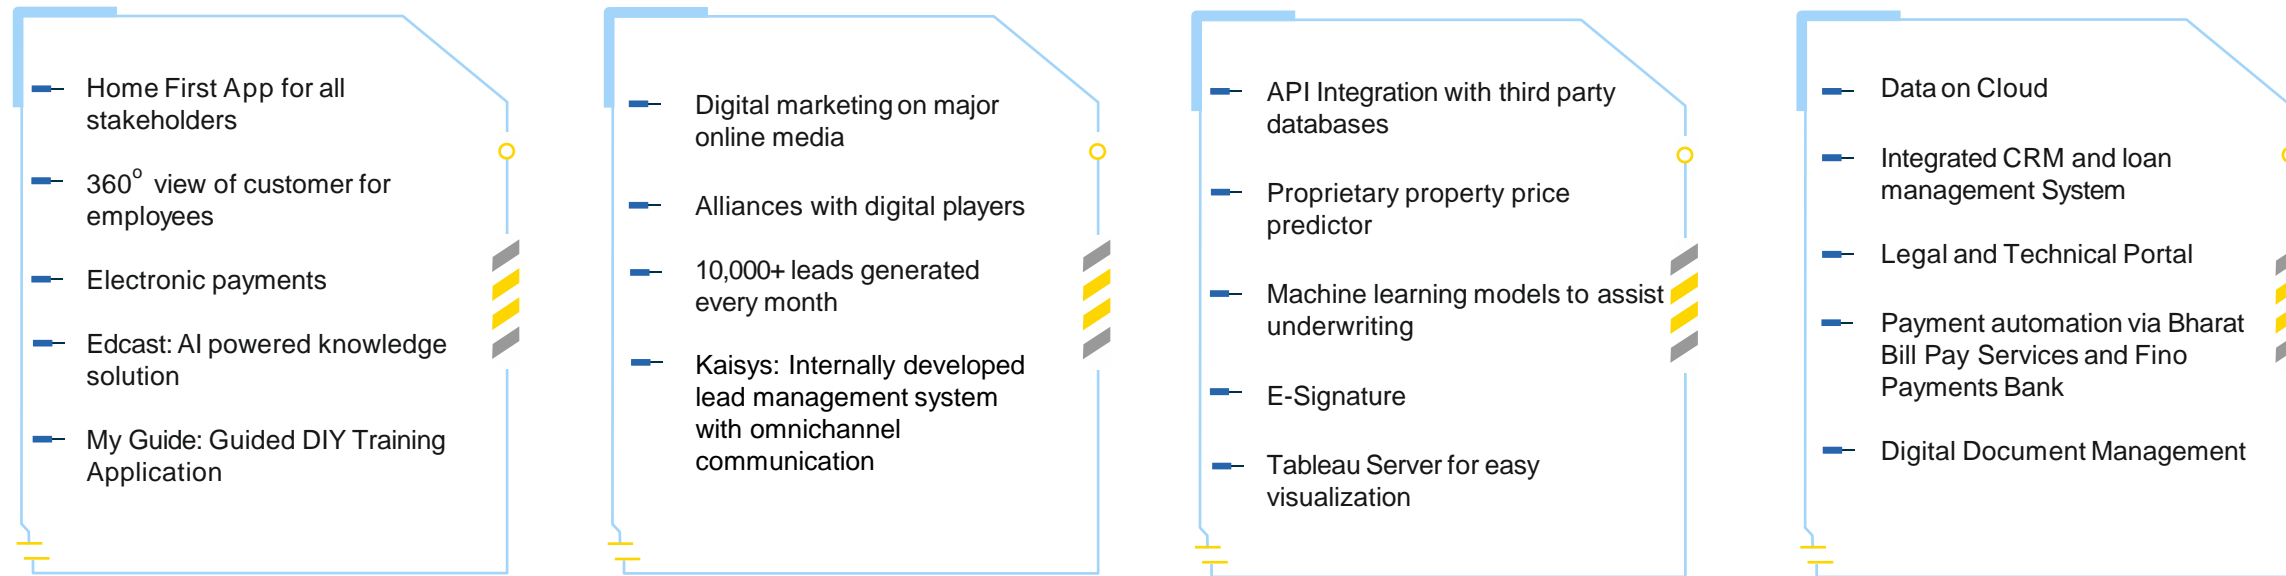 Home First App for all
stakeholders
360° view of customer for
employees
Electronic payments
Edcast: AI powered knowledge
solution
My Guide: Guided DIY Training
Application
Digital marketing on major
online media
Alliances with digital players
10,000+ leads generated
every month
Kaisys: Internally developed
lead management system
with omnichannel
communication
API Integration with third party
databases
Proprietary property price
predictor
Machine learning models to assist
underwriting
E-Signature
Tableau Server for easy
visualization
Data on Cloud
Integrated CRM and loan
management System
Legal and Technical Portal
Payment automation via Bharat
Bill Pay Services and Fino
Payments Bank
Digital Document Management